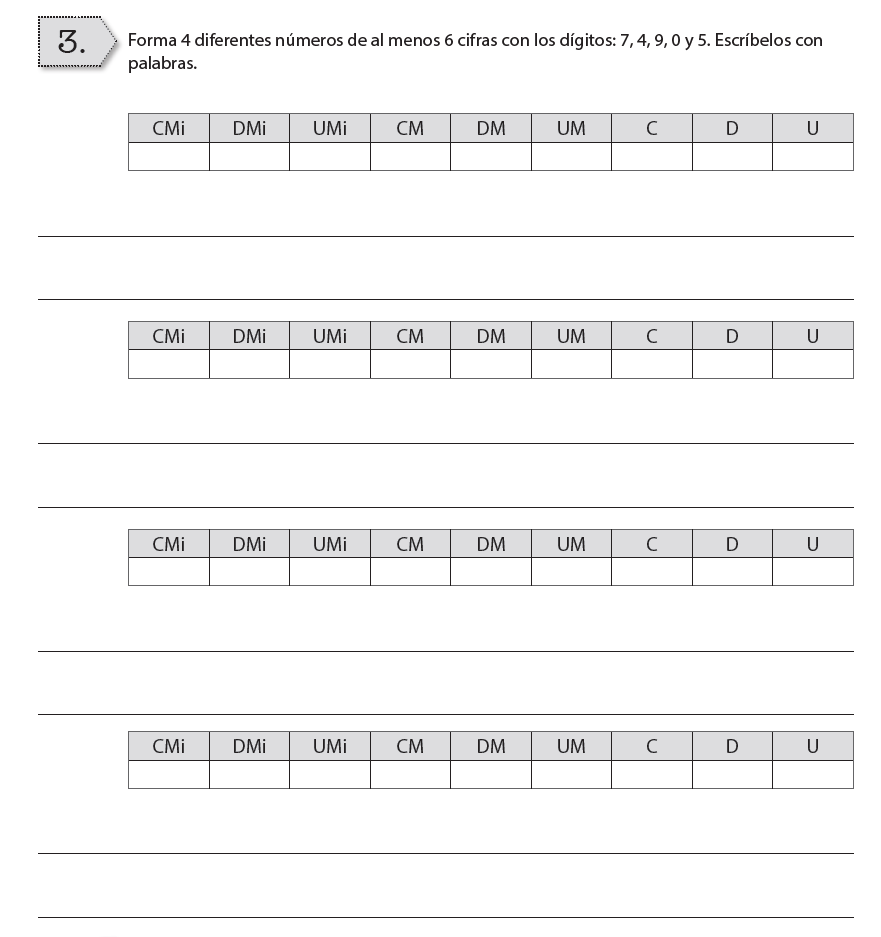 3.
Forma 4 diferentes números de al menos 6 cifras con los dígitos: 7, 4, 9, 0 y 5. Escríbelos con
palabras.
CMi DMi UMi CM DM UM C D U
CMi DMi UMi CM DM UM C D U
CMi DMi UMi CM DM UM C D U
CMi DMi UMi CM DM UM C D U